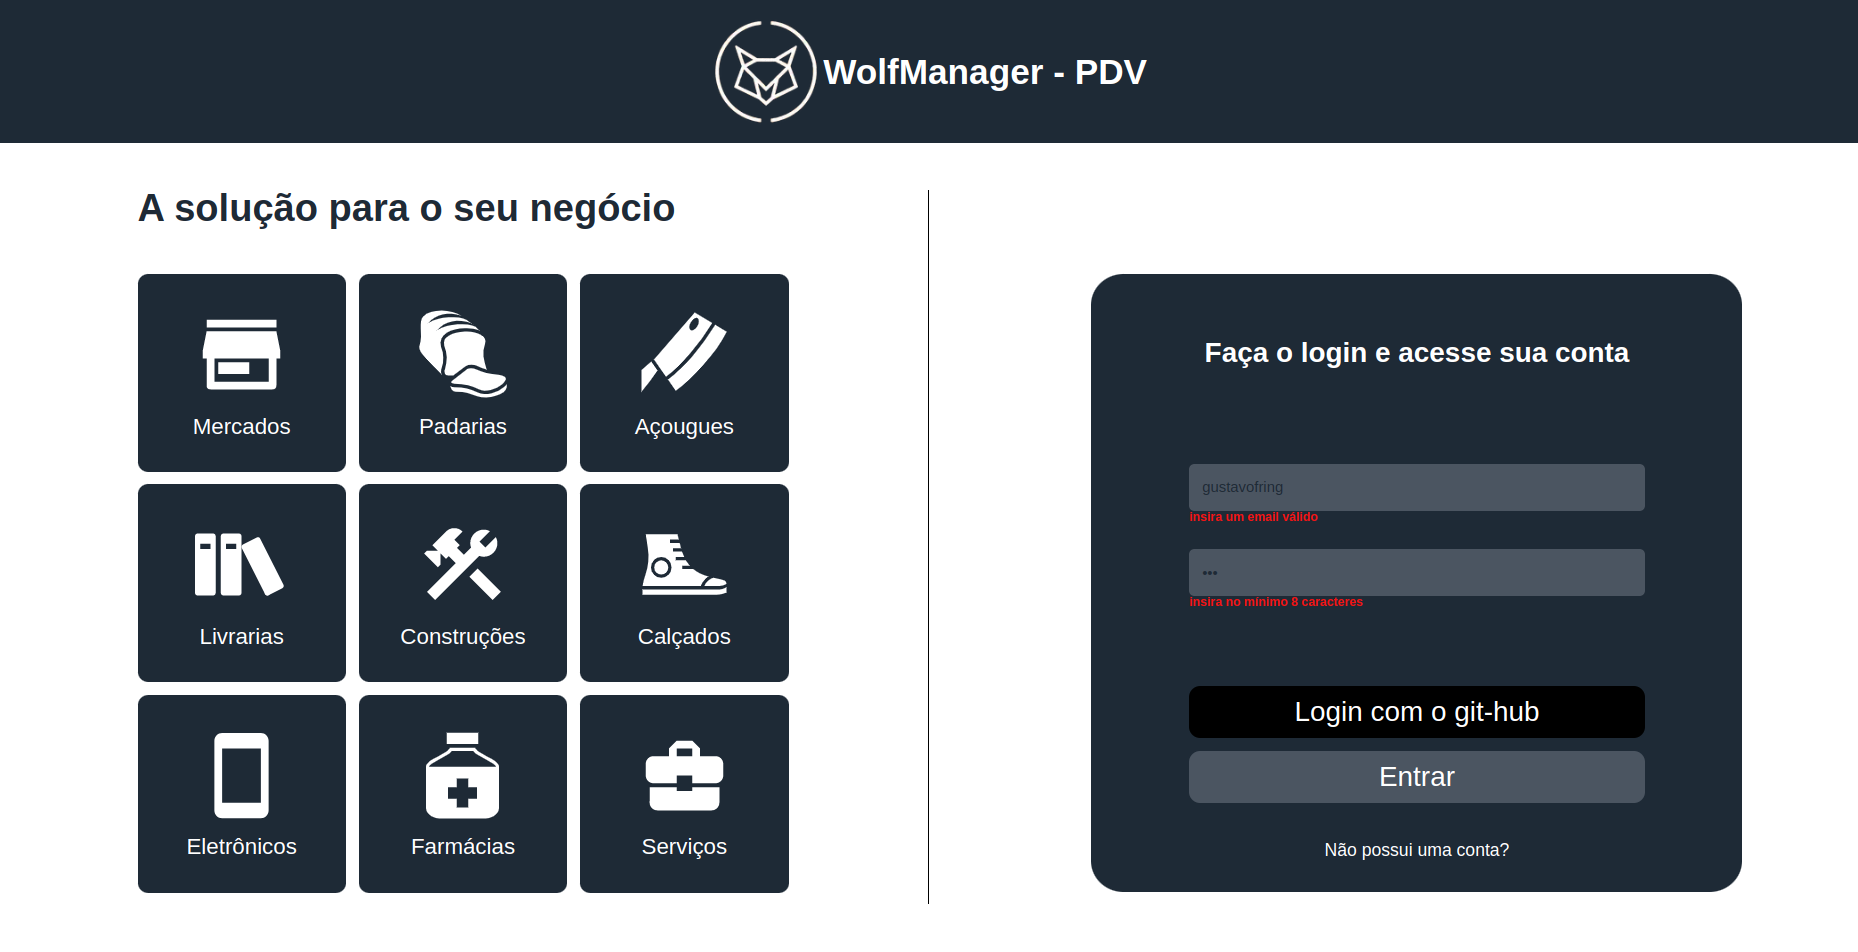 WolfManager - PDV
A solução para o seu negócio
Mercados
Padarias
Açougues
Livrarias
Construções
Calçados
Eletrônicos
Farmácias
Serviços
Faça o login e acesse sua conta
gustavofring
insira um email válido
•••
insira no mínimo 8 caracteres
Login com o git-hub
Entrar
Não possui uma conta?